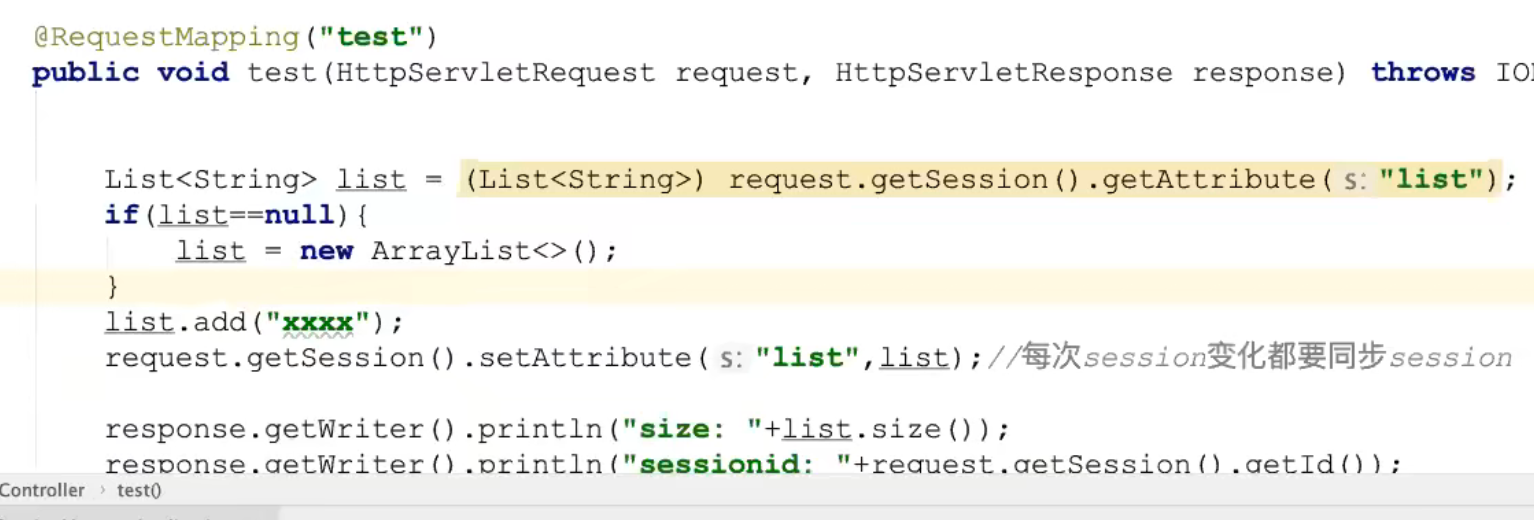 @RequestMapping("test")
public void test(HttpServletRequest request, HttpServletResponse response) throws
List<String> list = (List<String>) request.getSession().getAttribute( s: "list");
if(list==null){
list = new ArrayList<>();
}
list.add("xxxx");
request.getSession().setAttribute( s: "list",list);//每次session变化都要同步session
response.getWriter().println("size: "+list.size());
response.getWriter().println("sessionid: "+request.getSession().getId());
Controller › test()